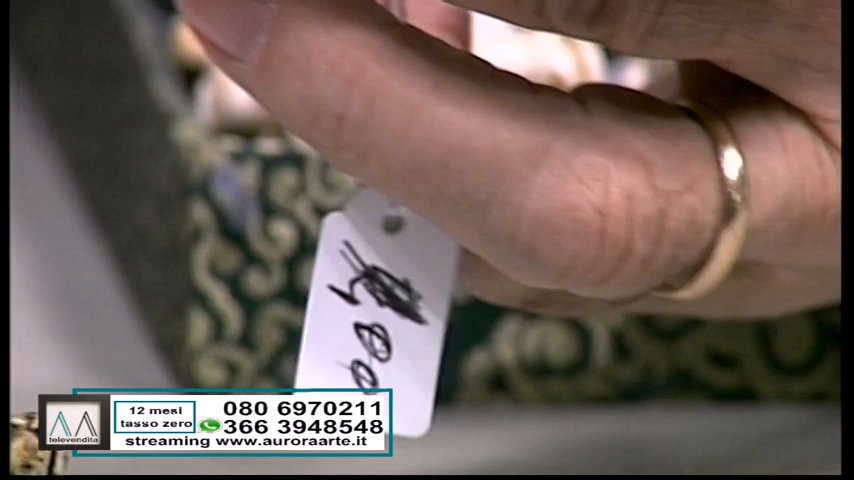 12 mesi
tasso zero
080 6970211
366 3948548
streaming www.auroraarte.it
televendita